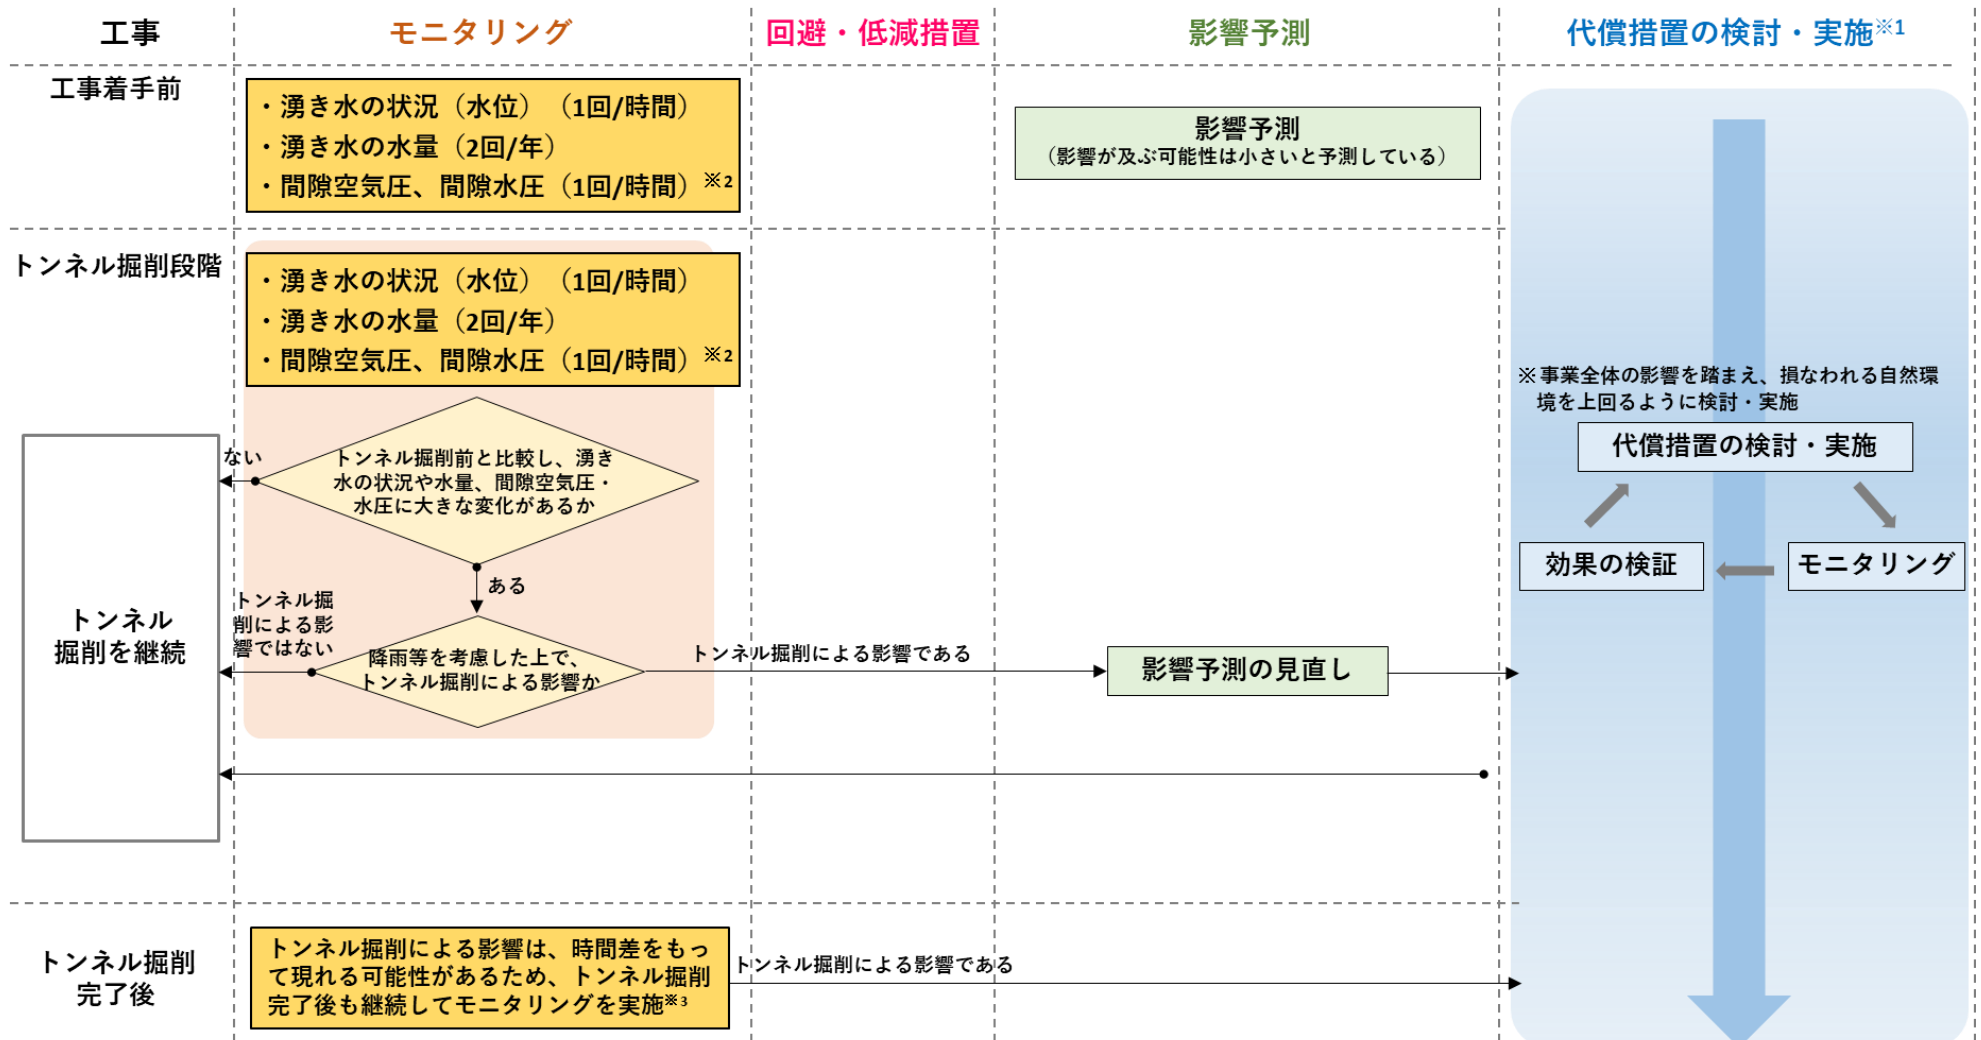 工事
モニタリング
回避・低減措置
影響予測
代償措置の検討・実施※1
工事着手前
・湧き水の状況（水位）（1回/時間）
・湧き水の水量（2回/年）
・間隙空気圧、間隙水圧（1回/時間）※2
影響予測
（影響が及ぶ可能性は小さいと予測している）
トンネル掘削段階
・湧き水の状況（水位）（1回/時間）
・湧き水の水量（2回/年）
・間隙空気圧、間隙水圧（1回/時間）※2
※事業全体の影響を踏まえ、損なわれる自然環
境を上回るように検討・実施
代償措置の検討・実施
効果の検証
モニタリング
ない
トンネル掘削前と比較し、湧き
水の状況や水量、間隙空気圧・
水圧に大きな変化があるか
ある
トンネル掘
削による影
響ではない
降雨等を考慮した上で、
トンネル掘削による影響か
トンネル掘削による影響である
影響予測の見直し
トンネル
掘削を継続
トンネル掘削
完了後
トンネル掘削による影響は、時間差をもっ
て現れる可能性があるため、トンネル掘削
完了後も継続してモニタリングを実施※3
トンネル掘削による影響である